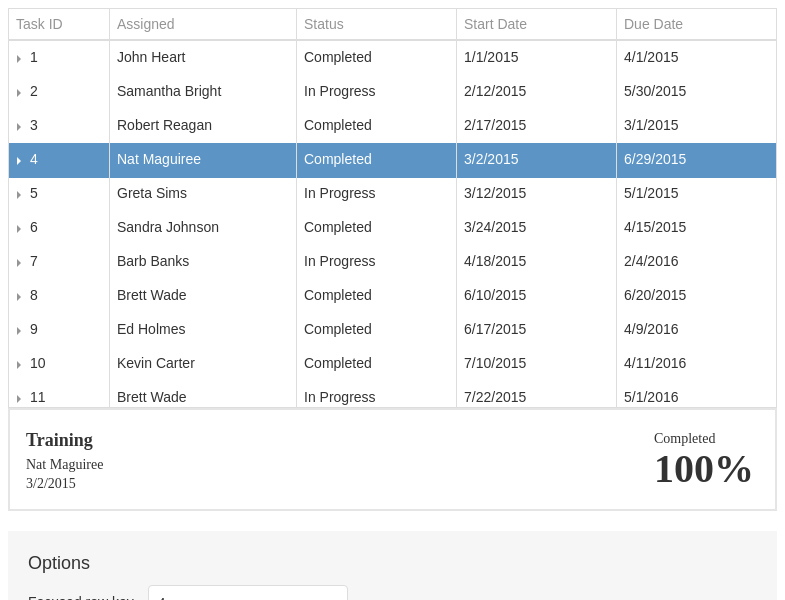 Task ID Assigned Status Start Date Due Date
1 John Heart Completed 1/1/2015 4/1/2015
2 Samantha Bright In Progress 2/12/2015 5/30/2015
3 Robert Reagan Completed 2/17/2015 3/1/2015
4 Nat Maguiree Completed 3/2/2015 6/29/2015
5 Greta Sims In Progress 3/12/2015 5/1/2015
6 Sandra Johnson Completed 3/24/2015 4/15/2015
7 Barb Banks In Progress 4/18/2015 2/4/2016
8 Brett Wade Completed 6/10/2015 6/20/2015
9 Ed Holmes Completed 6/17/2015 4/9/2016
10 Kevin Carter Completed 7/10/2015 4/11/2016
11 Brett Wade In Progress 7/22/2015 5/1/2016
Training
Nat Maguiree
3/2/2015
Completed
100%
Options
Focused row key 4